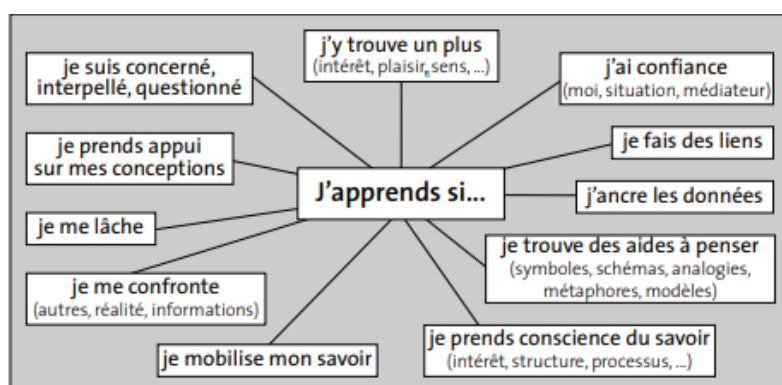 j'y trouve un plus
(intérêt, plaisir, sens, ...)
je suis concerné,
interpellé, questionné
j'ai confiance
(moi, situation, médiateur)
je prends appui
sur mes conceptions
je fais des liens
J'apprends si...
j'ancre les données
je me lâche
je trouve des aides à penser
(symboles, schémas, analogies,
métaphores, modèles)
je me confronte
(autres, réalité, informations)
je mobilise mon savoir
je prends conscience du savoir
(intérêt, structure, processus, ...)